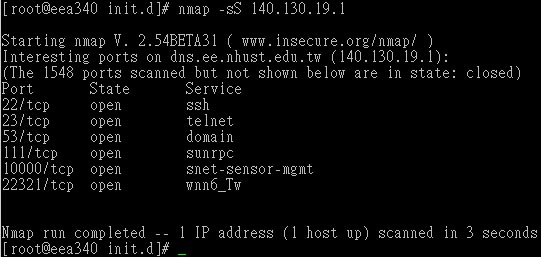 [root@eea340 init.d]# nmap -sS 140.130.19.1
Starting nmap V. 2.54BETA31 ( www.insecure.org/nmap/ )
Interesting ports on dns.ee.nhust.edu.tw (140.130.19.1):
(The 1548 ports scanned but not shown below are in state: closed)
Port       State       Service
22/tcp     open        ssh
23/tcp     open        telnet
53/tcp     open        domain
111/tcp    open        sunrpc
10000/tcp  open        snet-sensor-mgmt
22321/tcp  open        wnn6_Tw
Nmap run completed -- 1 IP address (1 host up) scanned in 3 seconds
[root@eea340 init.d]#